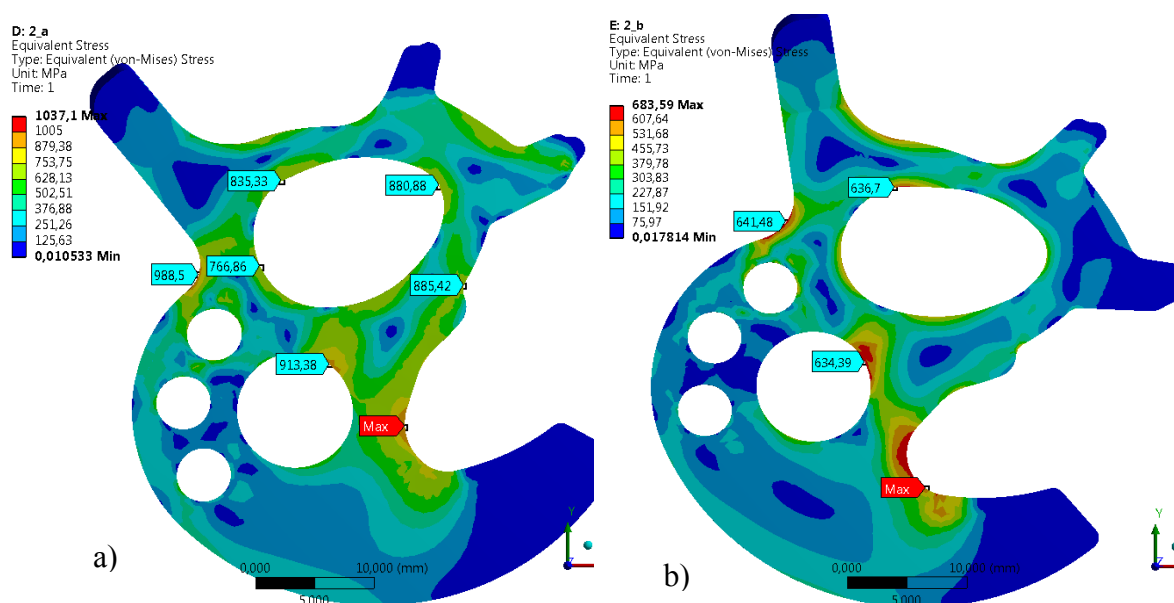 D: 2_a
Equivalent Stress
Type: Equivalent (von-Mises) Stress
Unit: MPa
Time: 1
1037,1 Max
1005
879,38
753,75
628,13
502,51
376,88
251,26
125,63
0,010533 Min
835,33
880,88
988,5
766,86
885,42
913,38
Max
a)
0,000
10,000 (mm)
5,000
Y
Z
E: 2_b
Equivalent Stress
Type: Equivalent (von-Mises) Stress
Unit: MPa
Time: 1
683,59 Max
607,64
531,68
455,73
379,78
303,83
227,87
151,92
75,97
0,017814 Min
636,7
641,48
634,39
Max
b)
0,000
10,000 (mm)
5,000
Y
Z